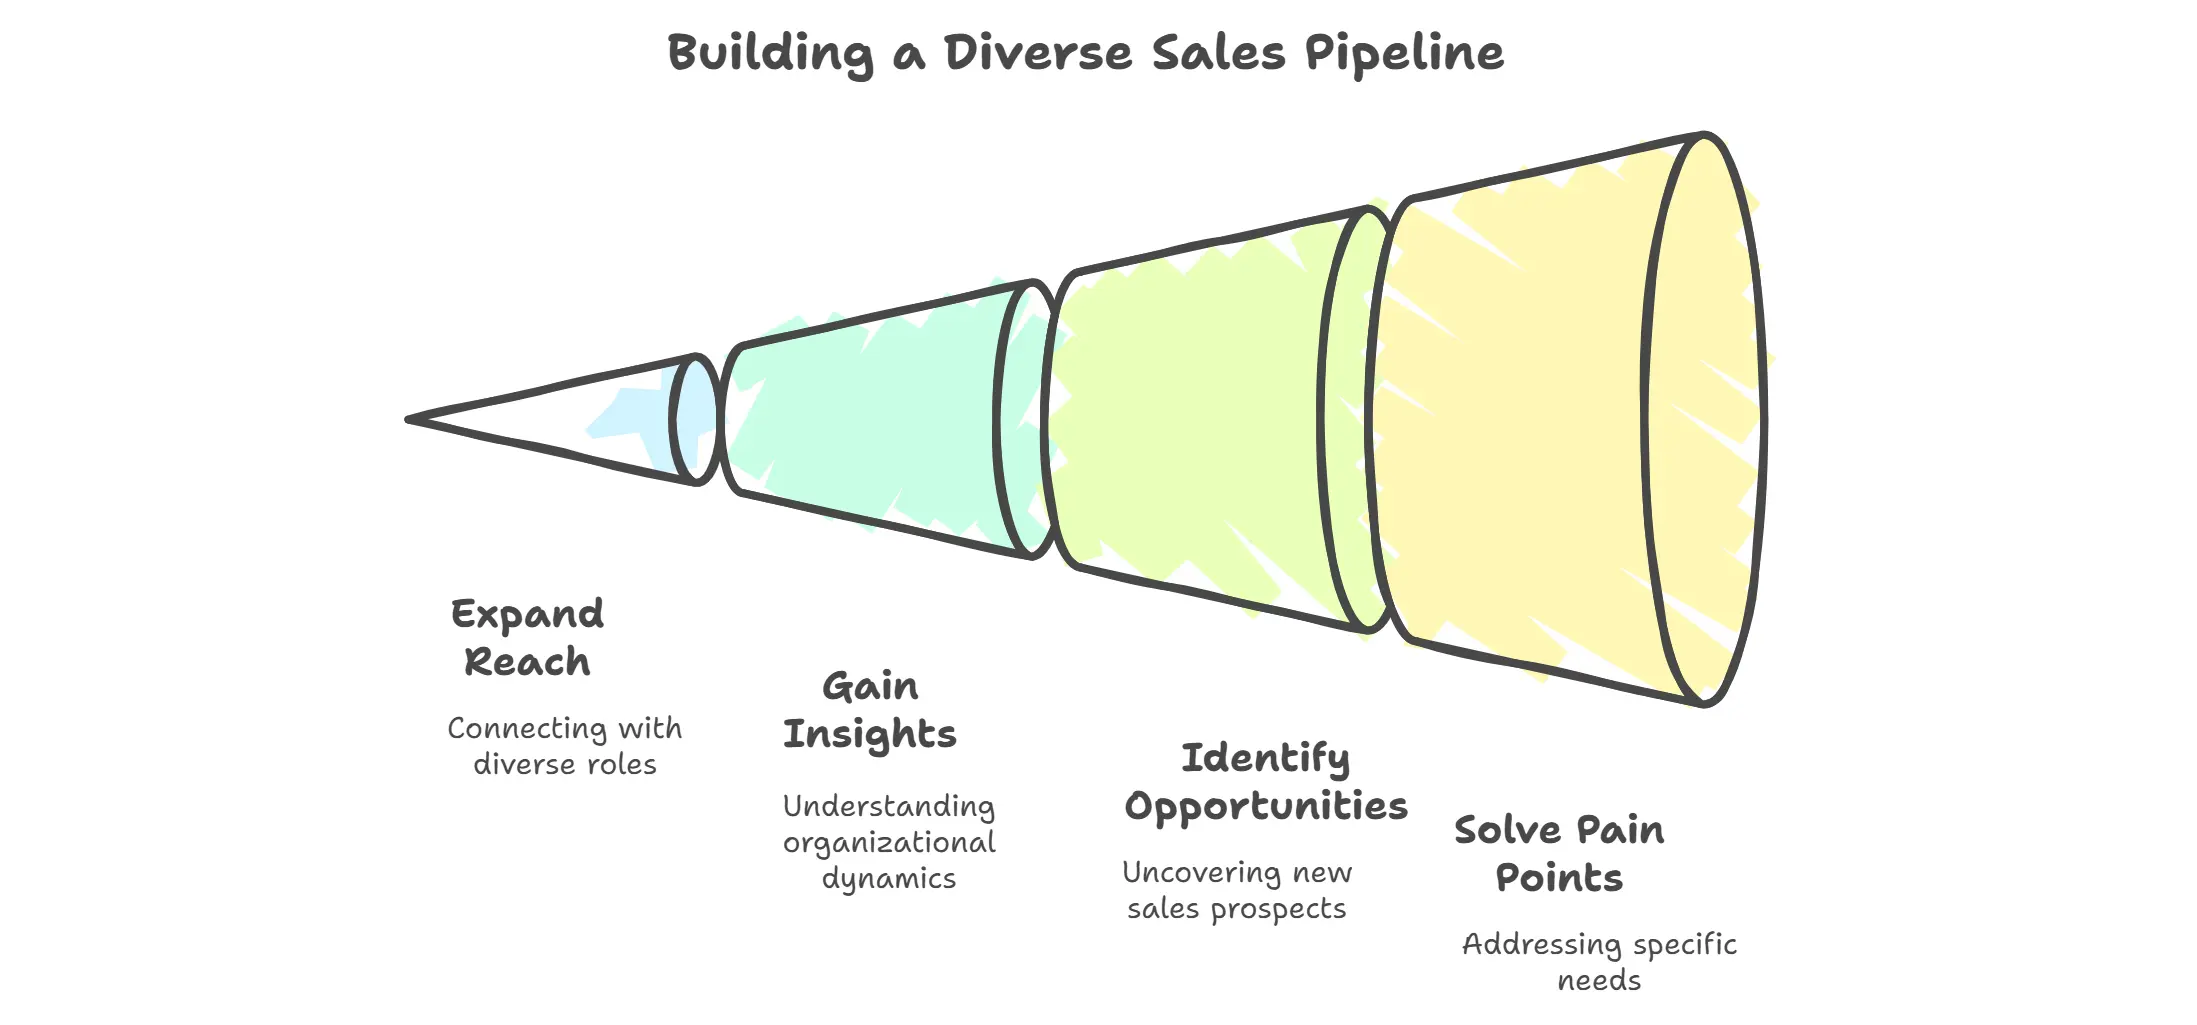 Building a Diverse Sales Pipeline
Expand
Reach
Connecting with
diverse roles
Gain
Insights
Understanding
organizational
dynamics
Identify
Opportunities
Uncovering new
sales prospects
Solve Pain
Points
Addressing specific
needs